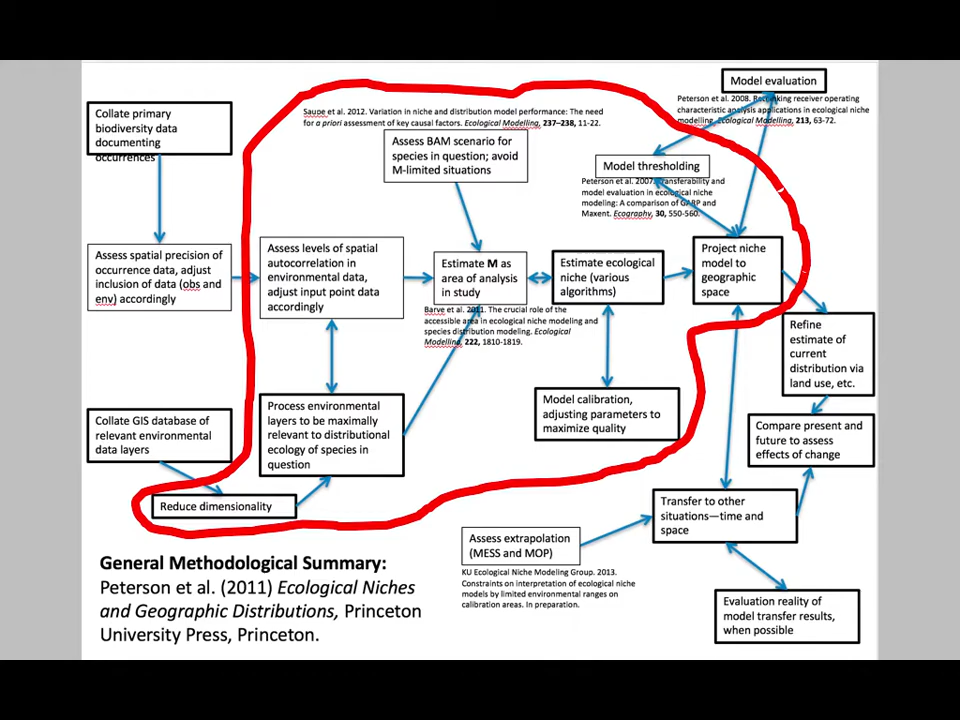 Model evaluation
Peterson et al. 2008. Rethinking receiver operating
characteristic analysis applications in ecological niche
modelling. Ecological Modelling, 213, 63-72.
Collate primary
biodiversity data
documenting
occurrences
Saupe et al. 2012. Variation in niche and distribution model performance: The need
for a priori assessment of key causal factors. Ecological Modelling, 237–238, 11-22.
Assess BAM scenario for
species in question; avoid
M-limited situations
Model thresholding
Peterson et al. 2007. Transferability and
model evaluation in ecological niche
modeling: A comparison of GARP and
Maxent. Ecography, 30, 550-560.
Assess spatial precision of
occurrence data, adjust
inclusion of data (obs and
env) accordingly
Assess levels of spatial
autocorrelation in
environmental data,
adjust input point data
accordingly
Estimate M as
area of analysis
in study
Barve et al. 2011. The crucial role of the
accessible area in ecological niche modeling and
species distribution modeling. Ecological
Modelling, 222, 1810-1819.
Estimate ecological
niche (various
algorithms)
Project niche
model to
geographic
space
Refine
estimate of
current
distribution via
land use, etc.
Collate GIS database of
relevant environmental
data layers
Process environmental
layers to be maximally
relevant to distributional
ecology of species in
question
Model calibration,
adjusting parameters to
maximize quality
Compare present and
future to assess
effects of change
Reduce dimensionality
Transfer to other
situations—time and
space
Assess extrapolation
(MESS and MOP)
KU Ecological Niche Modeling Group. 2013.
Constraints on interpretation of ecological niche
models by limited environmental ranges on
calibration areas. In preparation.
Evaluation reality of
model transfer results,
when possible
General Methodological Summary:
Peterson et al. (2011) Ecological Niches
and Geographic Distributions, Princeton
University Press, Princeton.